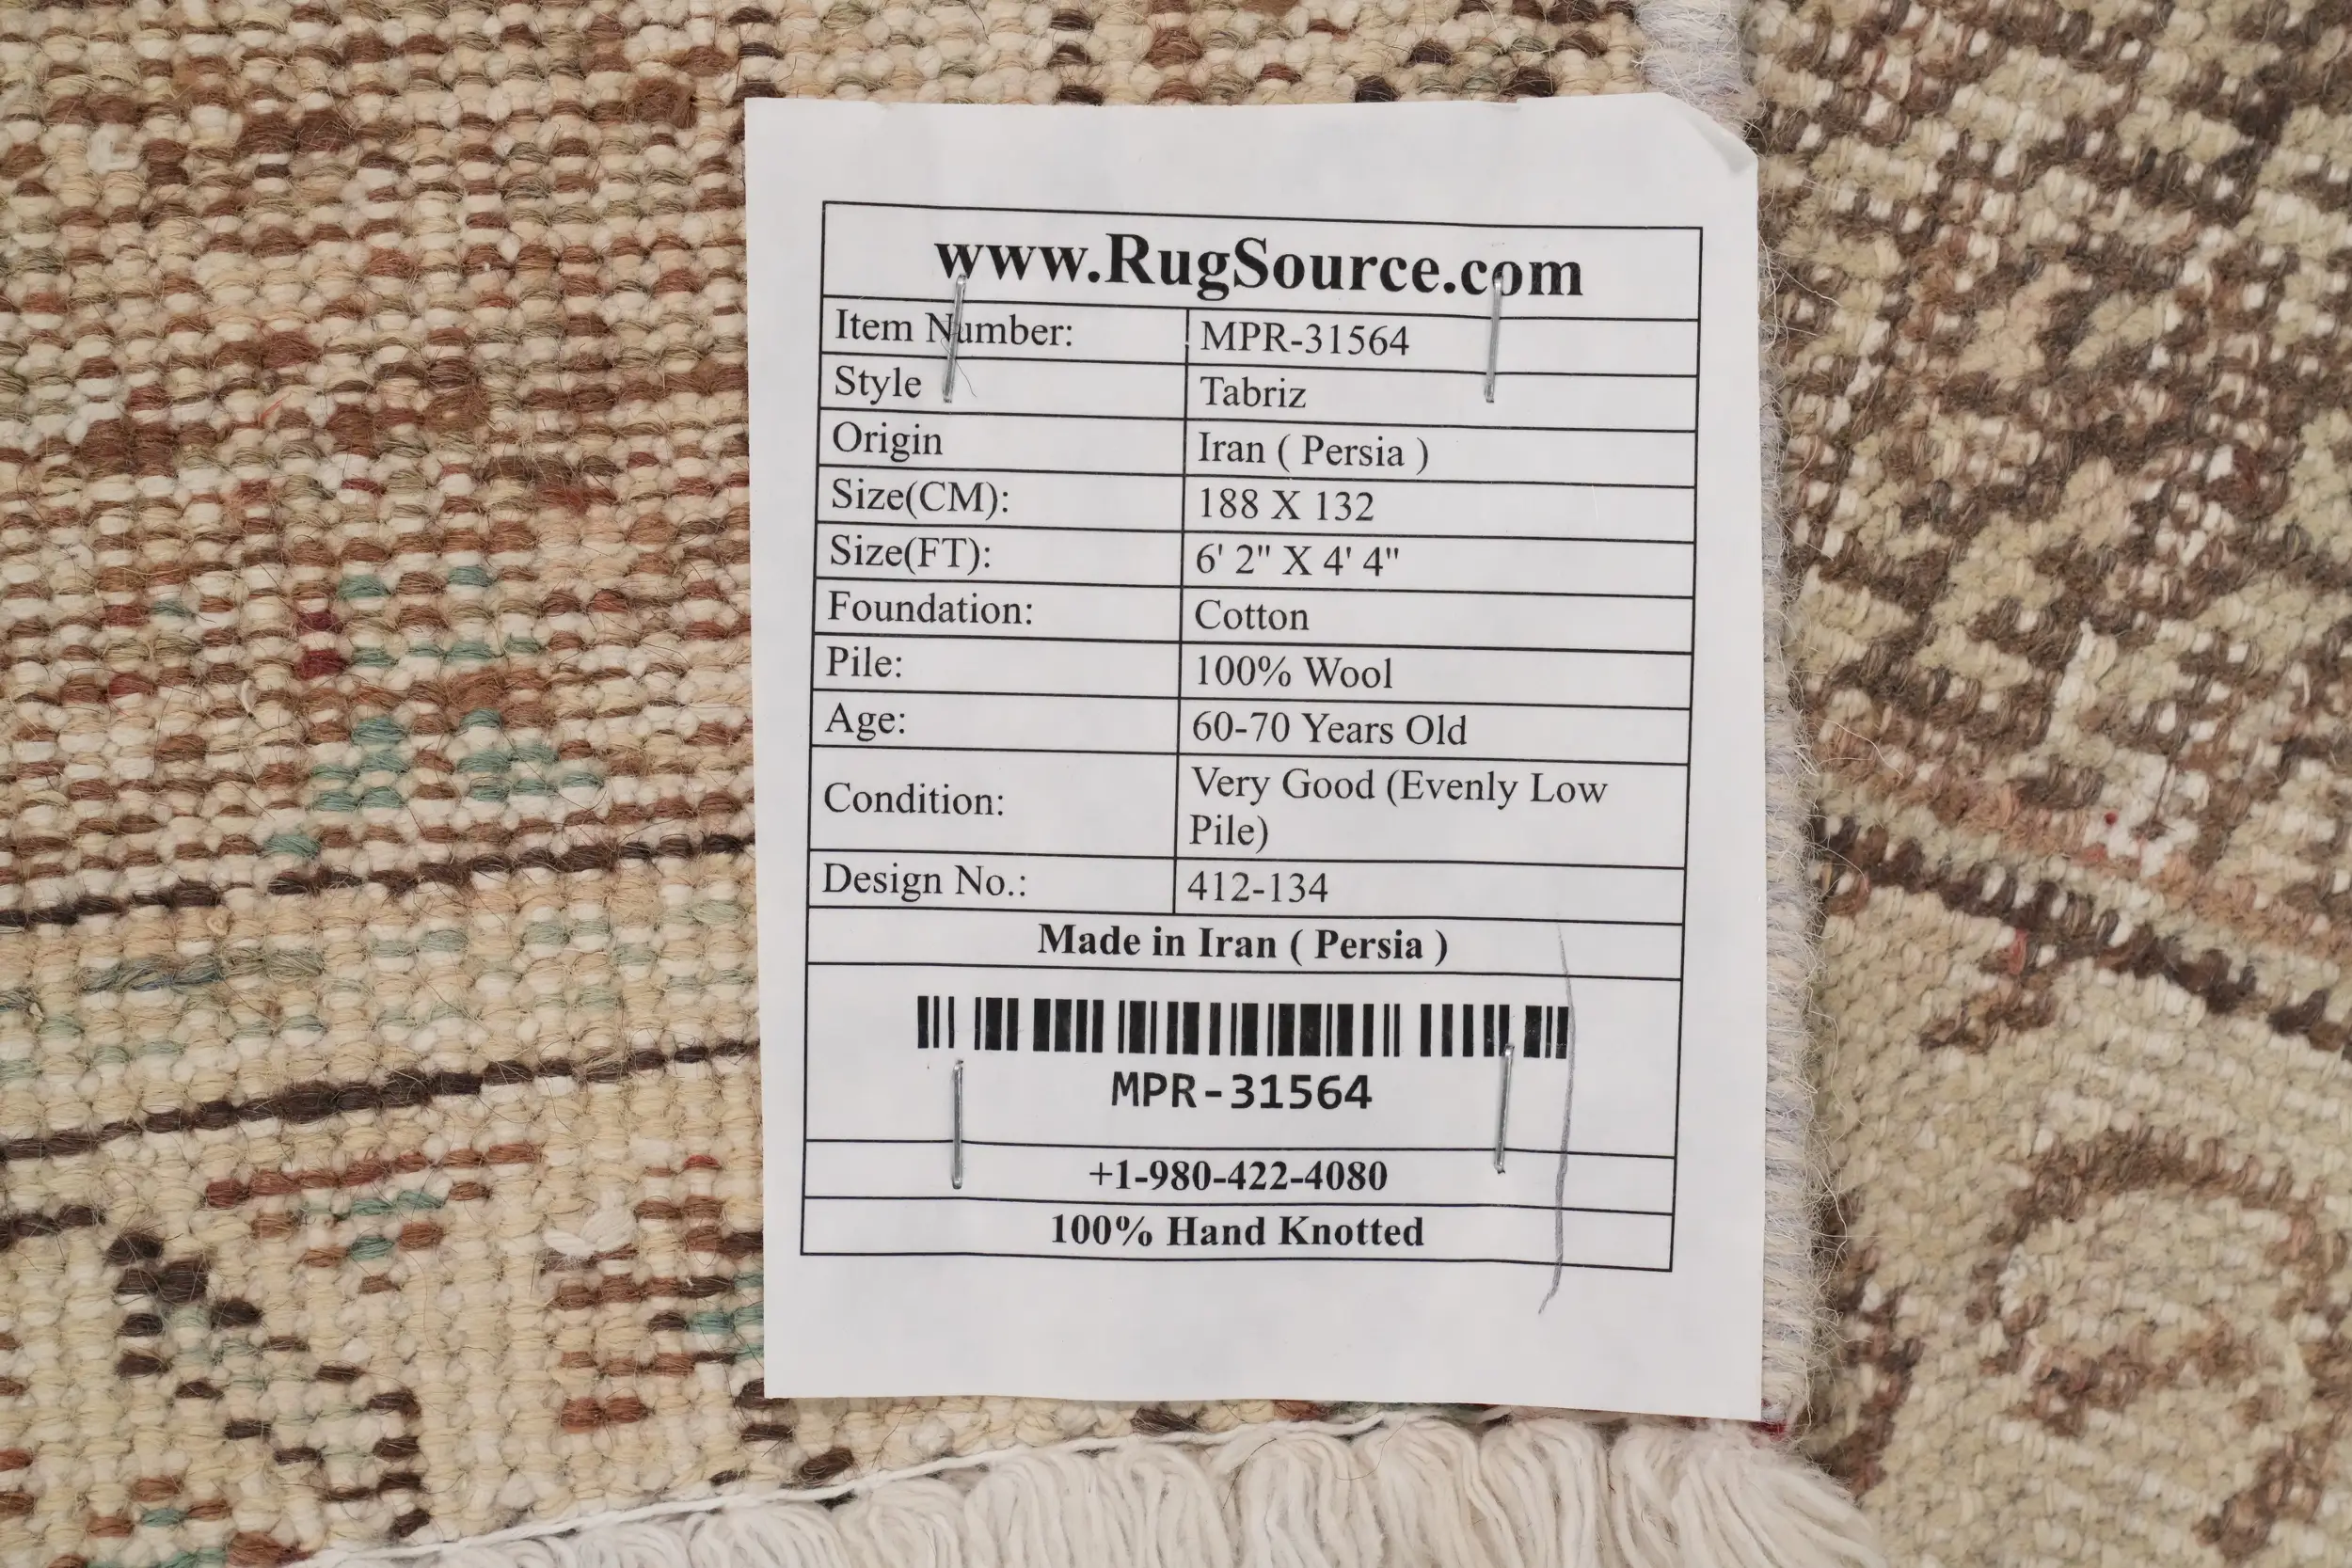 www.RugSource.com
Item Number: MPR-31564
Style Tabriz
Origin Iran ( Persia )
Size(CM): 188 X 132
Size(FT): 6' 2" X 4' 4"
Foundation: Cotton
Pile: 100% Wool
Age: 60-70 Years Old
Condition: Very Good (Evenly Low
Pile)
Design No.: 412-134
Made in Iran ( Persia )
MPR-31564
+1-980-422-4080
100% Hand Knotted